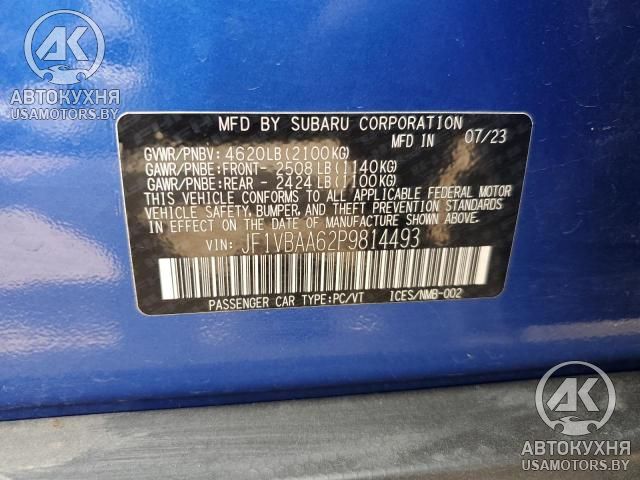 АК
АВТОКУХНЯ
USAMOTORS.BY
MFD BY SUBARU CORPORATION
MFD IN 07/23
GVWR/PNBV: 4620LB(2100KG)
GAWR/PNBE:FRONT- 2508LB(1140KG)
GAWR/PNBE:REAR - 2424LB(1100KG)
THIS VEHICLE CONFORMS TO ALL APPLICABLE FEDERAL MOTOR
VEHICLE SAFETY, BUMPER, AND THEFT PREVENTION STANDARDS
IN EFFECT ON THE DATE OF MANUFACTURE SHOWN ABOVE.
VIN: JF1VBAA62P9814493
PASSENGER CAR TYPE:PC/VT ICES/NMB-002
АК
АВТОКУХНЯ
USAMOTORS.BY